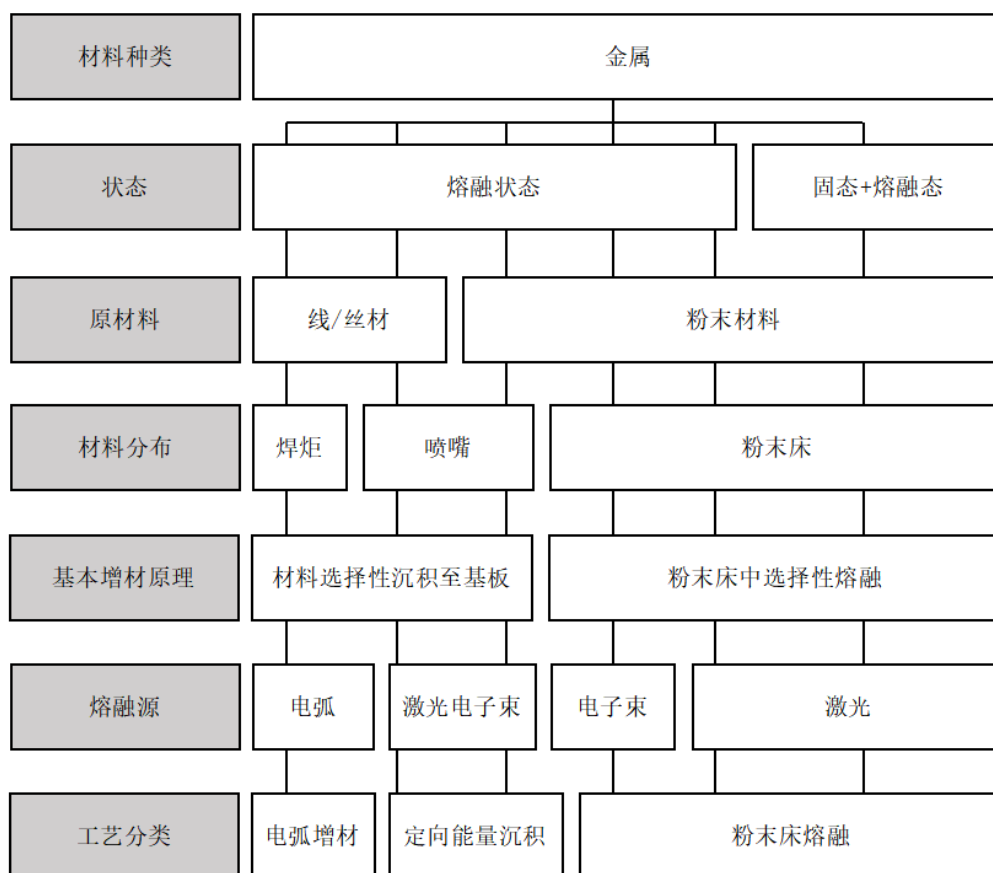 材料种类
金属
状态
熔融状态
固态+熔融态
原材料
线/丝材
粉末材料
材料分布
焊炬
喷嘴
粉末床
基本增材原理
材料选择性沉积至基板
粉末床中选择性熔融
熔融源
电弧
激光电子束
电子束
激光
工艺分类
电弧增材
定向能量沉积
粉末床熔融